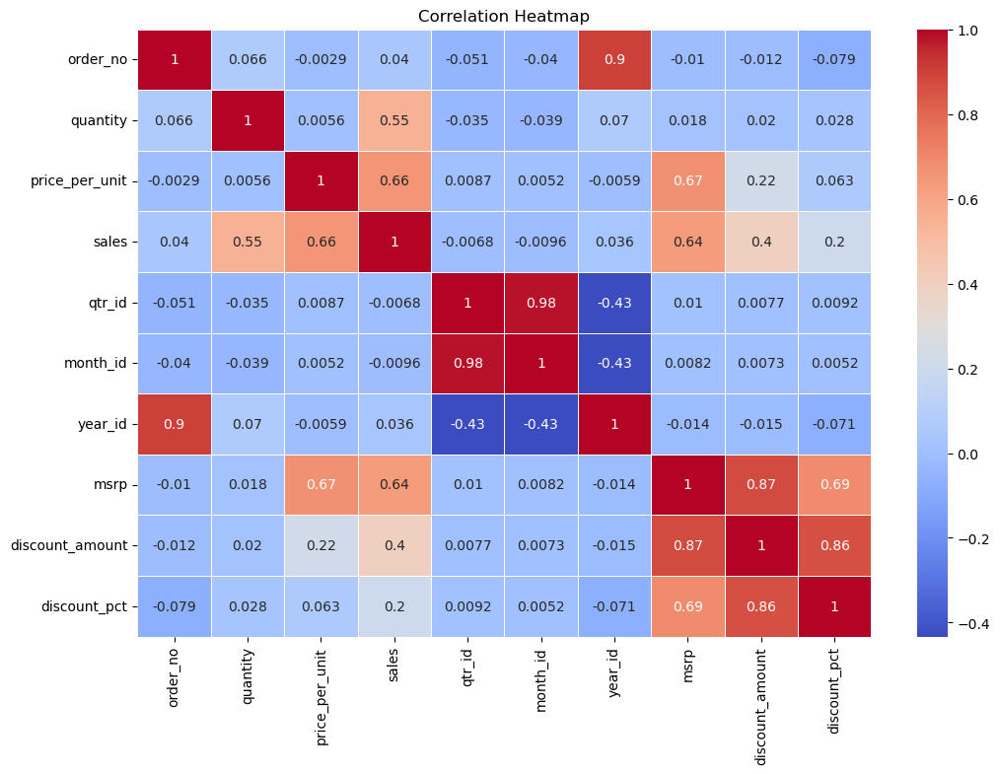 Correlation Heatmap
order_no 1 0.066 -0.0029 0.04 -0.051 -0.04 0.9 -0.01 -0.012 -0.079
quantity 0.066 1 0.0056 0.55 -0.035 -0.039 0.07 0.018 0.02 0.028
price_per_unit -0.0029 0.0056 1 0.66 0.0087 0.0052 -0.0059 0.67 0.22 0.063
sales 0.04 0.55 0.66 1 -0.0068 -0.0096 0.036 0.64 0.4 0.2
qtr_id -0.051 -0.035 0.0087 -0.0068 1 0.98 -0.43 0.01 0.0077 0.0092
month_id -0.04 -0.039 0.0052 -0.0096 0.98 1 -0.43 0.0082 0.0073 0.0052
year_id 0.9 0.07 -0.0059 0.036 -0.43 -0.43 1 -0.014 -0.015 -0.071
msrp -0.01 0.018 0.67 0.64 0.01 0.0082 -0.014 1 0.87 0.69
discount_amount -0.012 0.02 0.22 0.4 0.0077 0.0073 -0.015 0.87 1 0.86
discount_pct -0.079 0.028 0.063 0.2 0.0092 0.0052 -0.071 0.69 0.86 1
order_no quantity price_per_unit sales qtr_id month_id year_id msrp discount_amount discount_pct
1.0
0.8
0.6
0.4
0.2
0.0
−0.2
−0.4